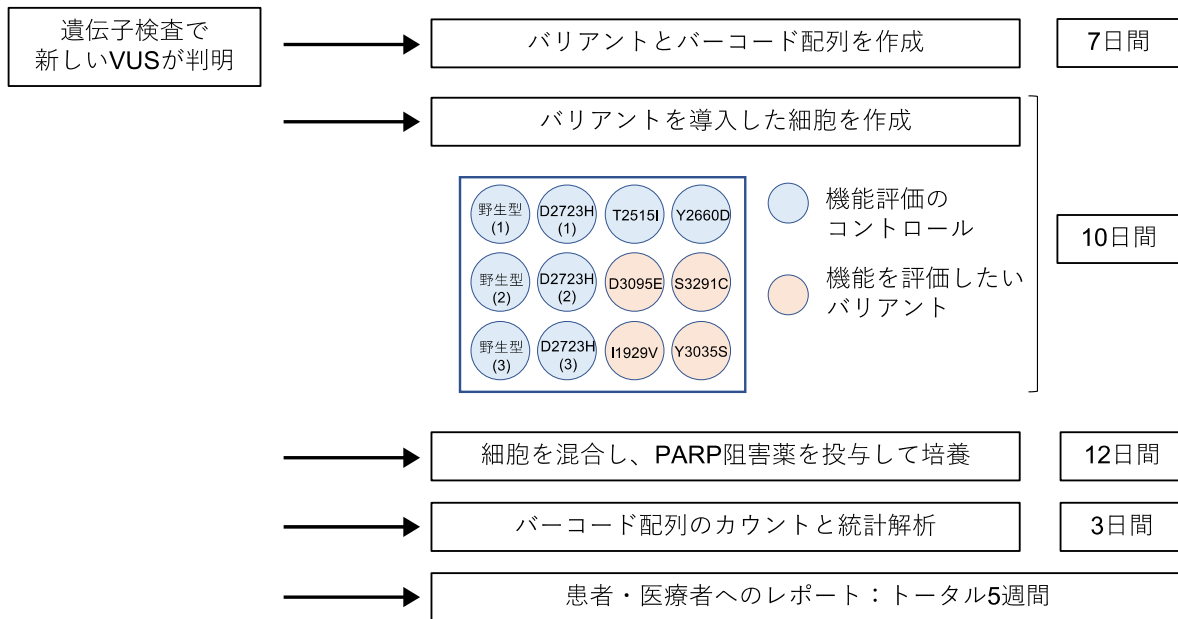 遺伝子検査で
新しいVUSが判明
バリアントとバーコード配列を作成
7日間
バリアントを導入した細胞を作成
野生型
(1)
D2723H
(1)
T2515I
Y2660D
野生型
(2)
D2723H
(2)
D3095E
S3291C
野生型
(3)
D2723H
(3)
I1929V
Y3035S
機能評価の
コントロール
機能を評価したい
バリアント
10日間
細胞を混合し、PARP阻害薬を投与して培養
12日間
バーコード配列のカウントと統計解析
3日間
患者・医療者へのレポート：トータル5週間